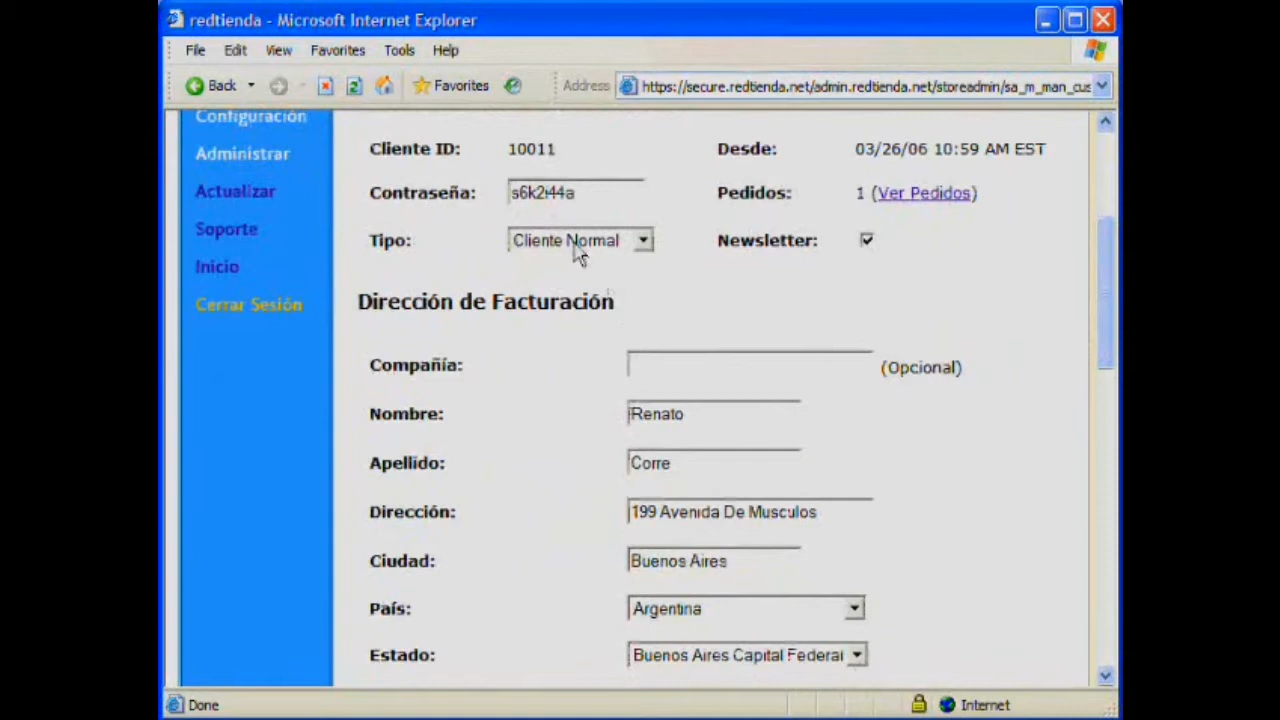 redtienda - Microsoft Internet Explorer
File Edit View Favorites Tools Help
Back Favorites Address https://secure.redtienda.net/admin.redtienda.net/storeadmin/sa_m_man_cus
Configuración
Administrar
Actualizar
Soporte
Inicio
Cerrar Sesión
Cliente ID: 10011 Desde: 03/26/06 10:59 AM EST
Contraseña: s6k2i44a Pedidos: 1 (Ver Pedidos)
Tipo: Cliente Normal Newsletter:
Dirección de Facturación
Compañía: (Opcional)
Nombre: Renato
Apellido: Corre
Dirección: 199 Avenida De Musculos
Ciudad: Buenos Aires
País: Argentina
Estado: Buenos Aires Capital Federal
Done Internet